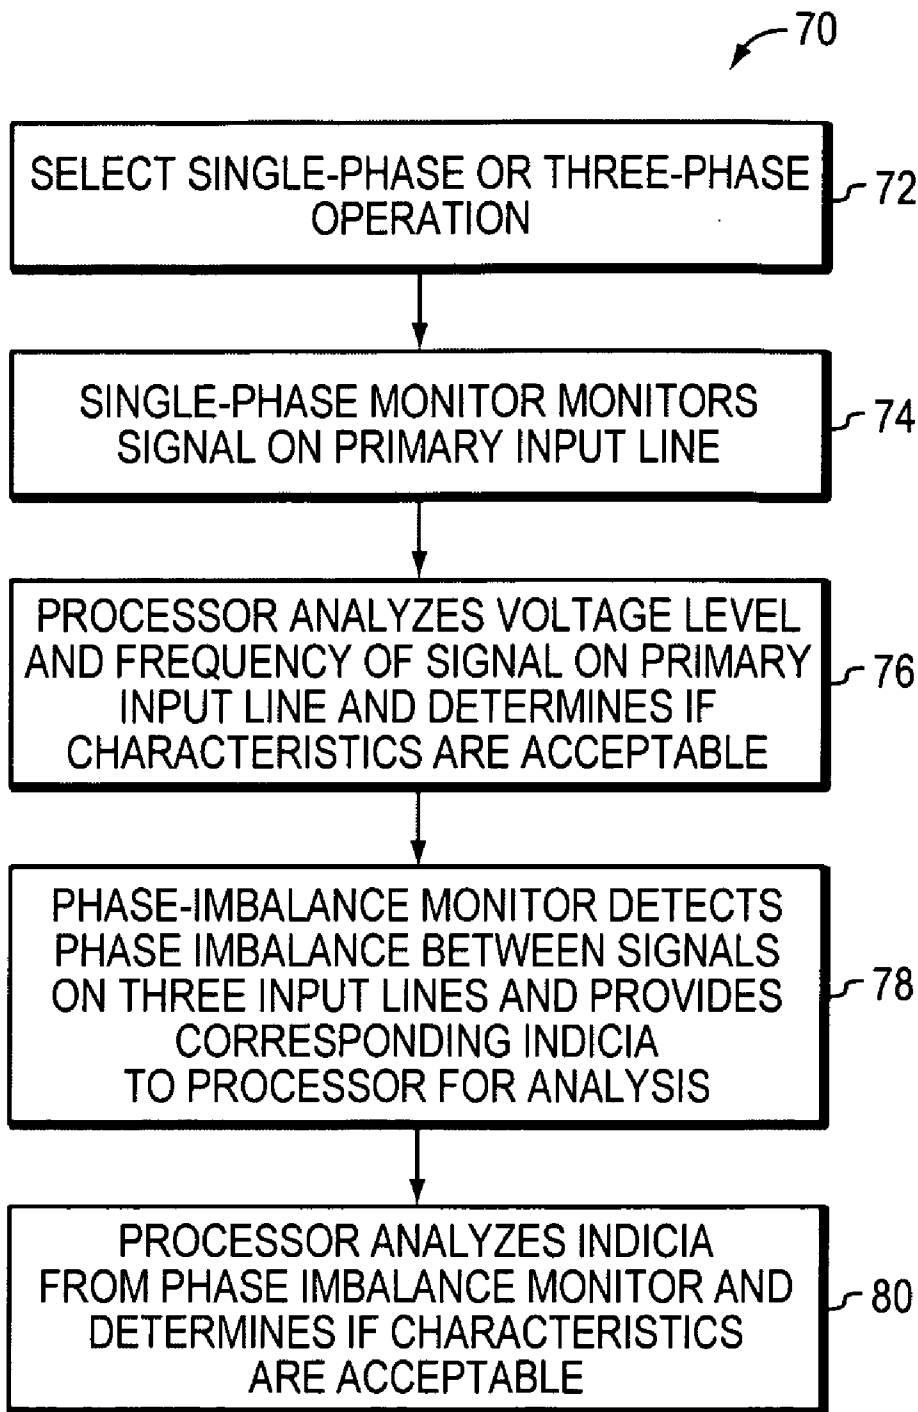 70
SELECT SINGLE-PHASE OR THREE-PHASE
OPERATION
72
SINGLE-PHASE MONITOR MONITORS
SIGNAL ON PRIMARY INPUT LINE
74
PROCESSOR ANALYZES VOLTAGE LEVEL
AND FREQUENCY OF SIGNAL ON PRIMARY
INPUT LINE AND DETERMINES IF
CHARACTERISTICS ARE ACCEPTABLE
76
PHASE-IMBALANCE MONITOR DETECTS
PHASE IMBALANCE BETWEEN SIGNALS
ON THREE INPUT LINES AND PROVIDES
CORRESPONDING INDICIA
TO PROCESSOR FOR ANALYSIS
78
PROCESSOR ANALYZES INDICIA
FROM PHASE IMBALANCE MONITOR AND
DETERMINES IF CHARACTERISTICS
ARE ACCEPTABLE
80